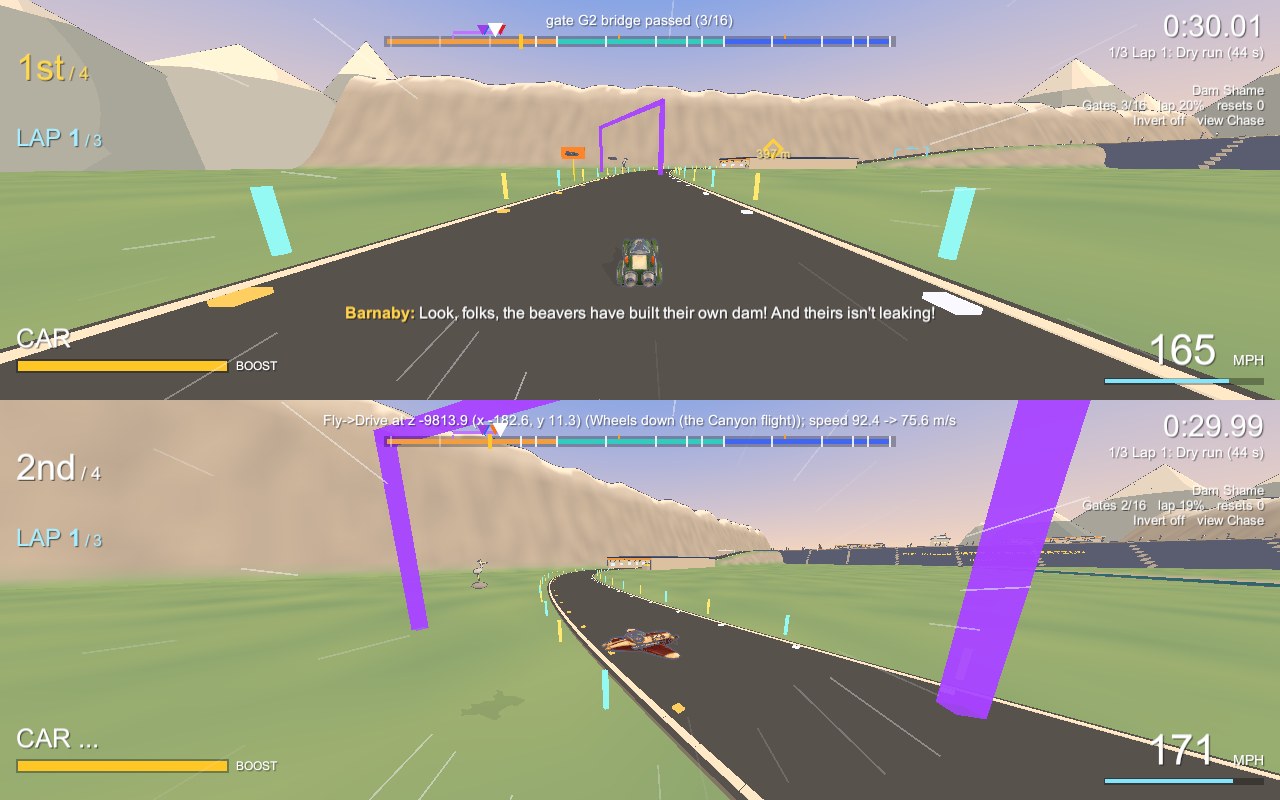 gate G2 bridge passed (3/16)
0:30.01
1/3 Lap 1: Dry run (44 s)
1st / 4
LAP 1 / 3
Dam Shame
Gates 3/16 lap 20% resets 0
Invert off view Chase
397 m
Barnaby: Look, folks, the beavers have built their own dam! And theirs isn't leaking!
CAR
BOOST
165 MPH
Fly->Drive at z -9813.9 (x -182.6, y 11.3) (Wheels down (the Canyon flight)); speed 92.4 -> 75.6 m/s
0:29.99
1/3 Lap 1: Dry run (44 s)
2nd / 4
LAP 1 / 3
Dam Shame
Gates 2/16 lap 19% resets 0
Invert off view Chase
CAR ...
BOOST
171 MPH